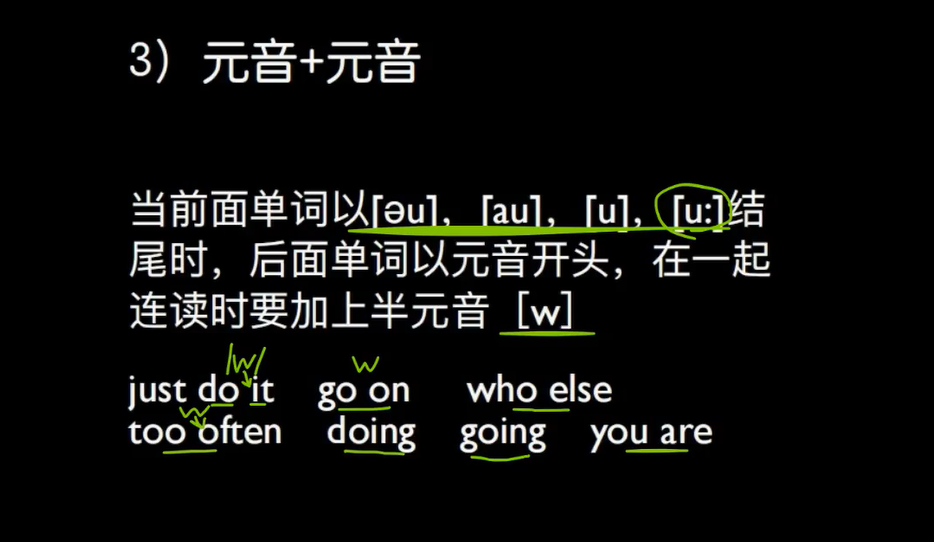 3）元音+元音
当前面单词以[əu]，[au]，[u]，[u:]结
尾时，后面单词以元音开头，在一起
连读时要加上半元音［w］
/w/ w
just do it go on who else
w
too often doing going you are